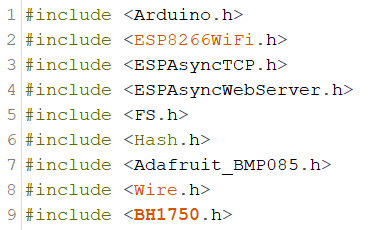 1 #include <Arduino.h>
2 #include <ESP8266WiFi.h>
3 #include <ESPAsyncTCP.h>
4 #include <ESPAsyncWebServer.h>
5 #include <FS.h>
6 #include <Hash.h>
7 #include <Adafruit_BMP085.h>
8 #include <Wire.h>
9 #include <BH1750.h>